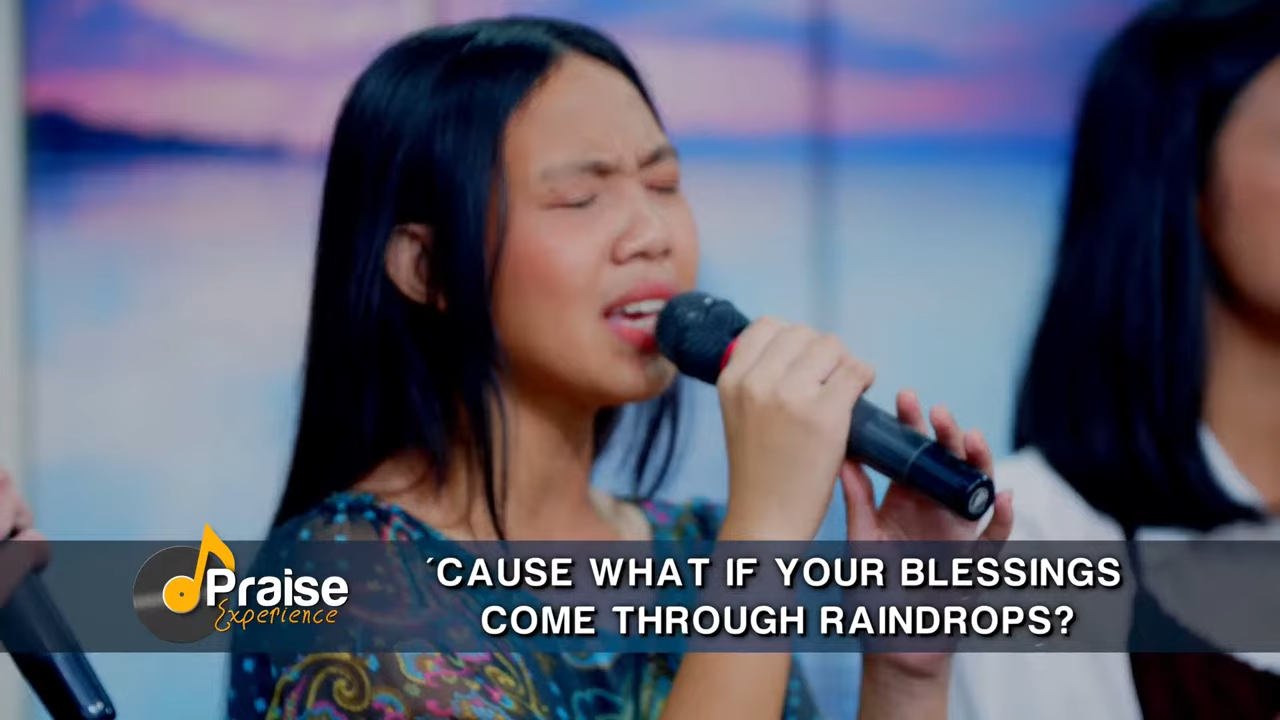 Praise
Experience
´CAUSE WHAT IF YOUR BLESSINGS
COME THROUGH RAINDROPS?